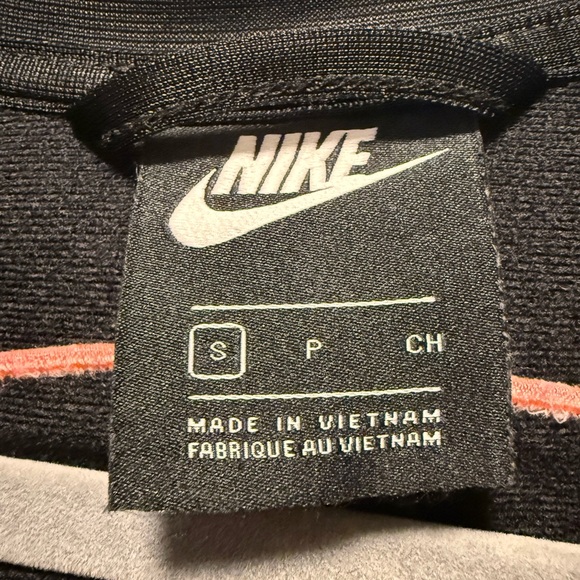 NIKE
S P CH
MADE IN VIETNAM
FABRIQUE AU VIETNAM